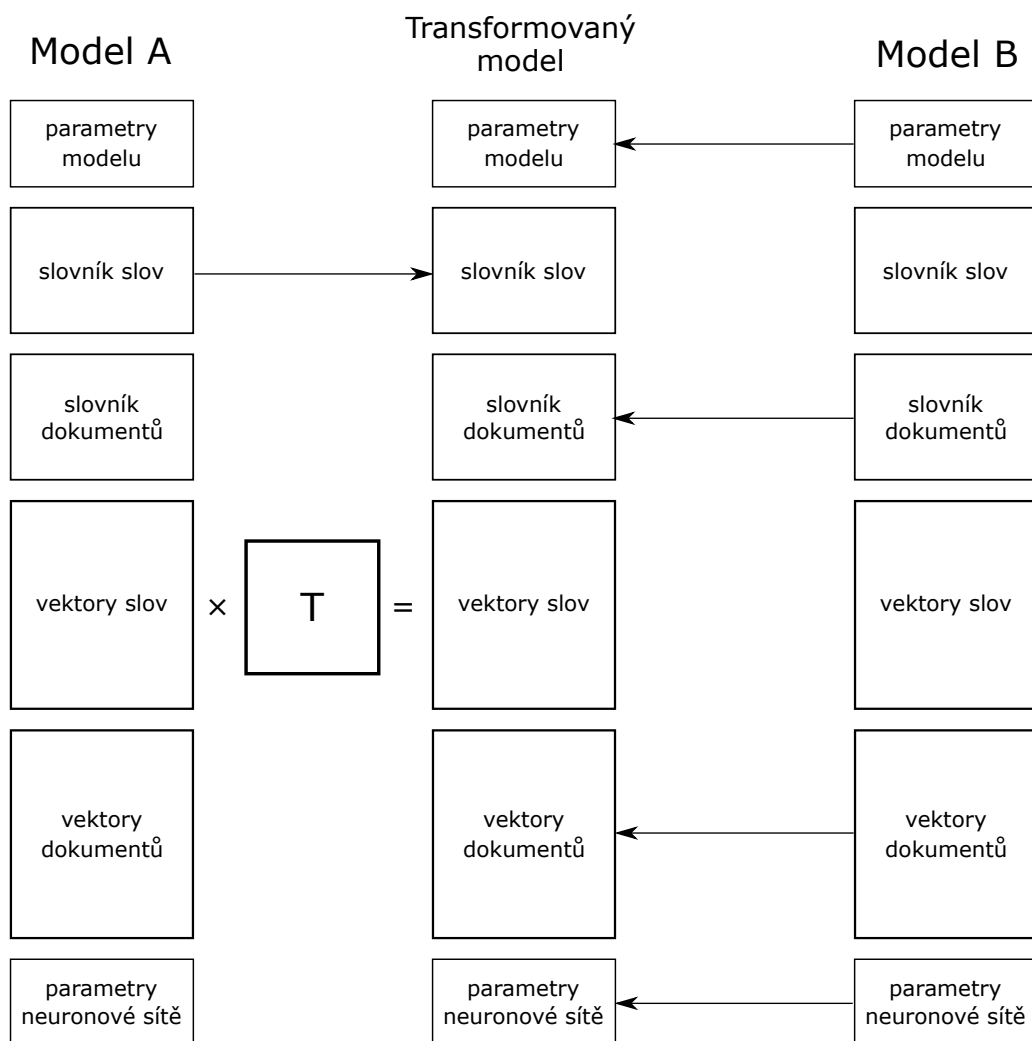 Model A
Transformovaný
model
Model B
parametry
modelu
parametry
modelu
parametry
modelu
slovník slov
slovník slov
slovník slov
slovník
dokumentů
slovník
dokumentů
slovník
dokumentů
vektory slov
×
T
=
vektory slov
vektory slov
vektory
dokumentů
vektory
dokumentů
vektory
dokumentů
parametry
neuronové sítě
parametry
neuronové sítě
parametry
neuronové sítě